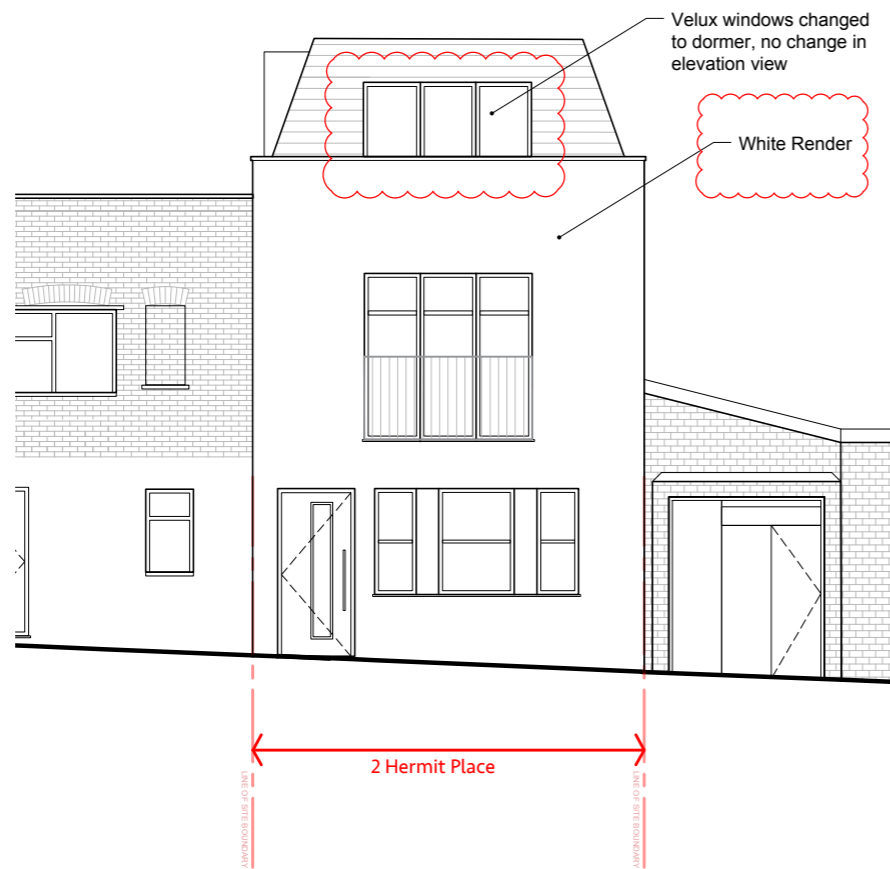 Velux windows changed
to dormer, no change in
elevation view
White Render
2 Hermit Place
LINE OF SITE BOUNDARY
LINE OF SITE BOUNDARY